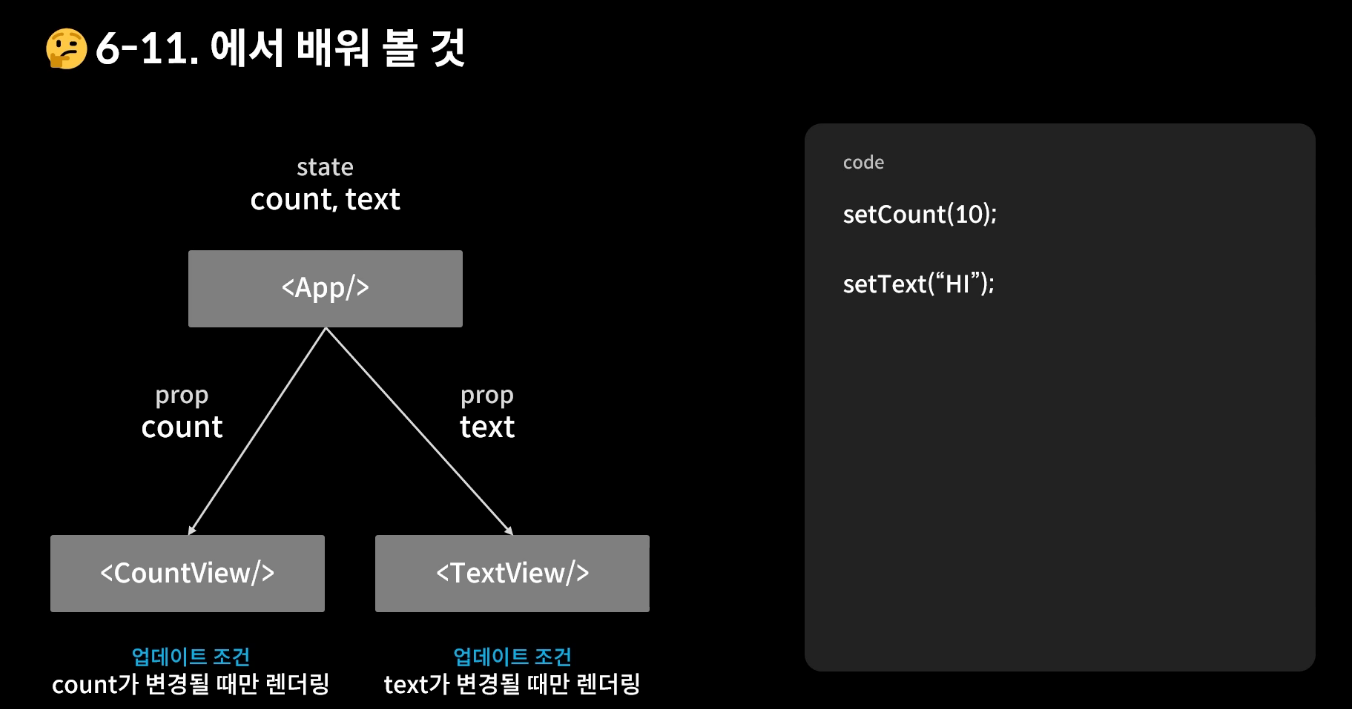 🤔6-11. 에서 배워 볼 것
state
count, text
<App/>
prop
count
prop
text
<CountView/>
<TextView/>
업데이트 조건
count가 변경될 때만 렌더링
업데이트 조건
text가 변경될 때만 렌더링
code
setCount(10);
setText(“HI”);